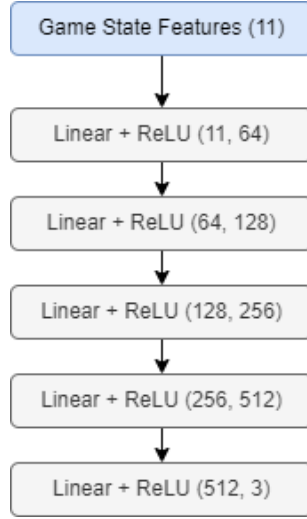 Game State Features (11)
Linear + ReLU (11, 64)
Linear + ReLU (64, 128)
Linear + ReLU (128, 256)
Linear + ReLU (256, 512)
Linear + ReLU (512, 3)